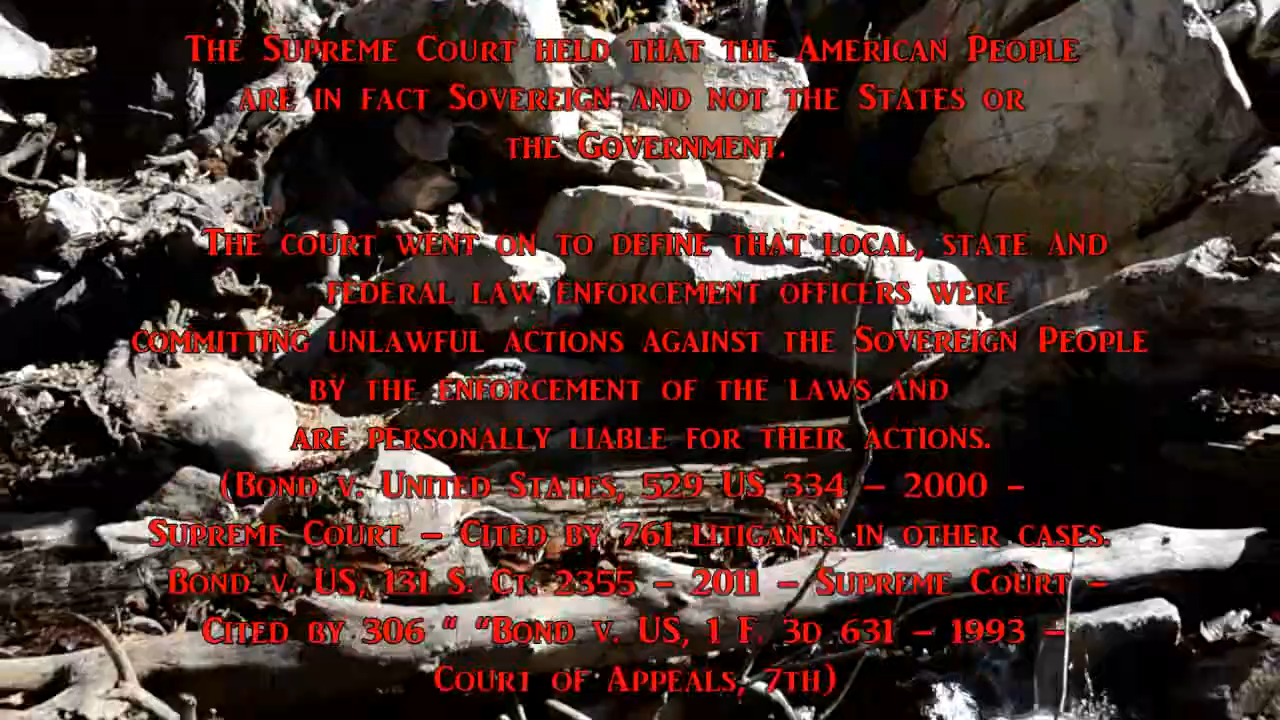 The Supreme Court held that the American People
are in fact Sovereign and not the States or
the Government.
The court went on to define that local, state and
federal law enforcement officers were
committing unlawful actions against the Sovereign People
by the enforcement of the laws and
are personally liable for their actions.
(Bond v. United States, 529 US 334 – 2000 –
Supreme Court – Cited by 761 litigants in other cases.
Bond v. US, 131 S. Ct. 2355 – 2011 – Supreme Court –
Cited by 306 “ “Bond v. US, 1 F. 3d 631 – 1993 –
Court of Appeals, 7th)